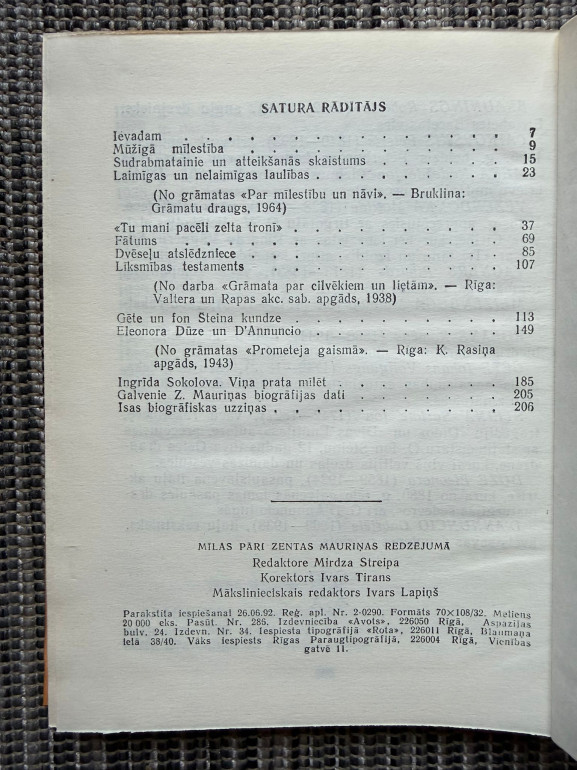 SATURA RĀDĪTĀJS
Ievadam . . . . . . . . . . . . . . . 7
Mūžīgā mīlestība . . . . . . . . . . . . . 9
Sudrabmatainie un atteikšanās skaistums . . . . . . 15
Laimīgas un nelaimīgas laulības . . . . . . . . . 23
(No grāmatas «Par mīlestību un nāvi». — Bruklina:
Grāmatu draugs, 1964)
«Tu mani pacēli zelta tronī» . . . . . . . . . . 37
Fātums . . . . . . . . . . . . . . . 69
Dvēseļu atslēdzniece . . . . . . . . . . . . 85
Līksmības testaments . . . . . . . . . . . . 107
(No darba «Grāmata par cilvēkiem un lietām». — Rīga:
Valtera un Rapas akc. sab. apgāds, 1938)
Gēte un fon Šteina kundze . . . . . . . . . . 113
Eleonora Dūze un D'Annuncio . . . . . . . . . 149
(No grāmatas «Prometeja gaismā». — Rīga: K. Rasiņa
apgāds, 1943)
Ingrīda Sokolova. Viņa prata mīlēt . . . . . . . . 185
Galvenie Z. Mauriņas biogrāfijas dati . . . . . . . 205
Īsas biogrāfiskas uzziņas . . . . . . . . . . . 206
MĪLAS PĀRI ZENTAS MAURIŅAS REDZĒJUMĀ
Redaktore Mirdza Streipa
Korektors Ivars Tirans
Mākslinieciskais redaktors Ivars Lapiņš
Parakstīta iespiešanai 26.06.92. Reģ. apl. Nr. 2-0290. Formāts 70×108/32. Metiens
20 000 eks. Pasūt. Nr. 286. Izdevniecība «Avots», 226050 Rīgā, Aspazijas
bulv. 24. Izdevn. Nr. 34. Iespiesta tipogrāfijā «Rota», 226011 Rīgā, Blaumaņa
ielā 38/40. Vāks iespiests Rīgas Paraugtipogrāfijā, 226004 Rīgā, Vienības
gatvē 11.